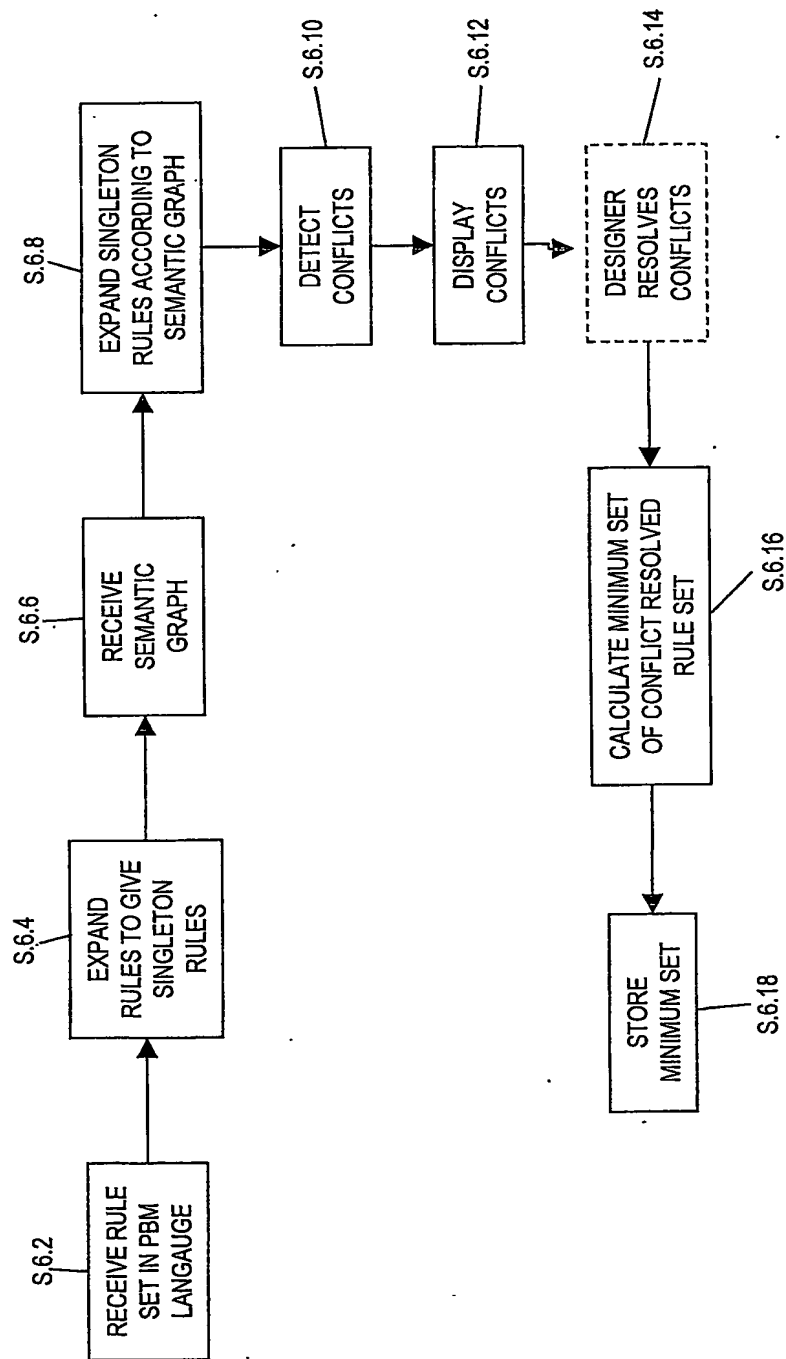 S.6.2
RECEIVE RULE
SET IN PBM
LANGAUGE
S.6.4
EXPAND
RULES TO GIVE
SINGLETON
RULES
S.6.6
RECEIVE
SEMANTIC
GRAPH
S.6.8
EXPAND SINGLETON
RULES ACCORDING TO
SEMANTIC GRAPH
S.6.10
DETECT
CONFLICTS
S.6.12
DISPLAY
CONFLICTS
S.6.14
DESIGNER
RESOLVES
CONFLICTS
CALCULATE MINIMUM SET
OF CONFLICT RESOLVED
RULE SET
S.6.16
STORE
MINIMUM SET
S.6.18